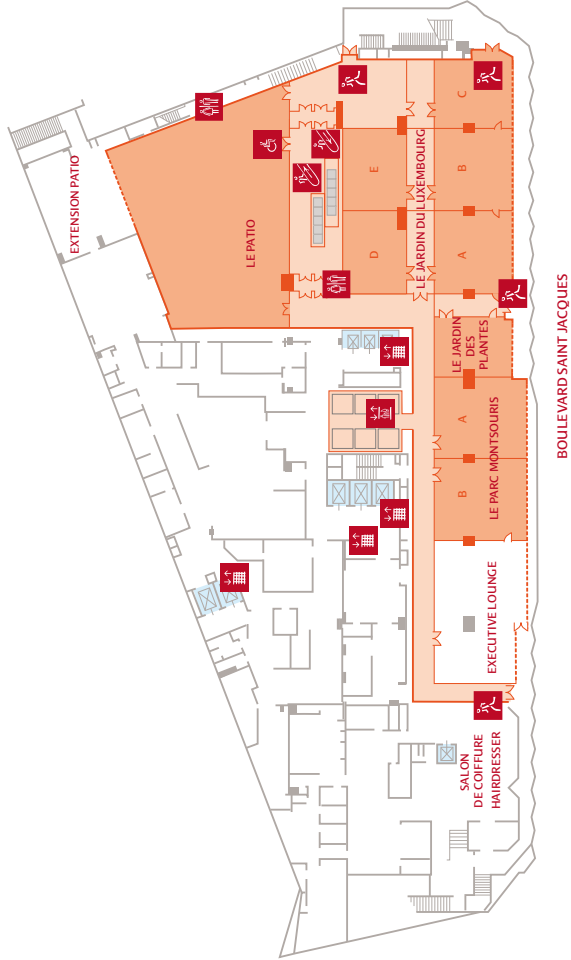 EXTENSION PATIO
LE PATIO
E
D
LE JARDIN DU LUXEMBOURG
C
B
A
LE JARDIN
DES
PLANTES
A
B
LE PARC MONTSOURIS
EXECUTIVE LOUNGE
SALON
DE COIFFURE
HAIRDRESSER
BOULEVARD SAINT JACQUES